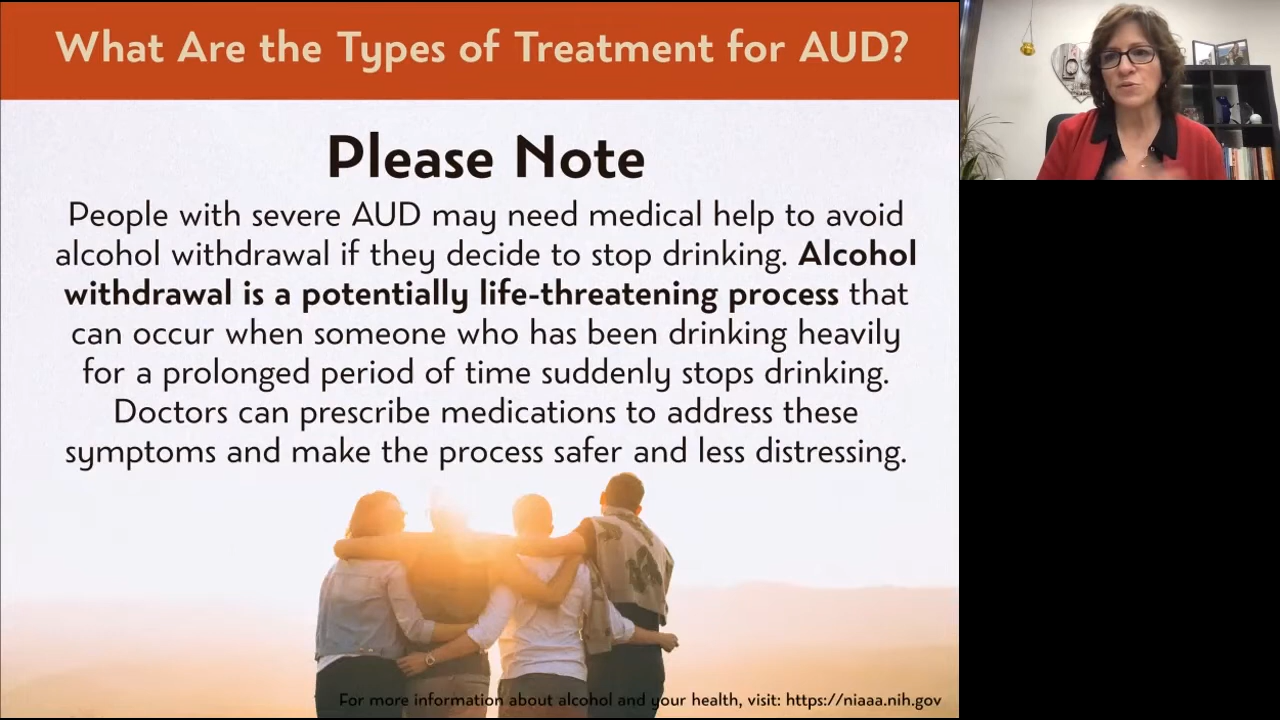 What Are the Types of Treatment for AUD?
Please Note
People with severe AUD may need medical help to avoid
alcohol withdrawal if they decide to stop drinking. Alcohol
withdrawal is a potentially life-threatening process that
can occur when someone who has been drinking heavily
for a prolonged period of time suddenly stops drinking.
Doctors can prescribe medications to address these
symptoms and make the process safer and less distressing.
For more information about alcohol and your health, visit: https://niaaa.nih.gov